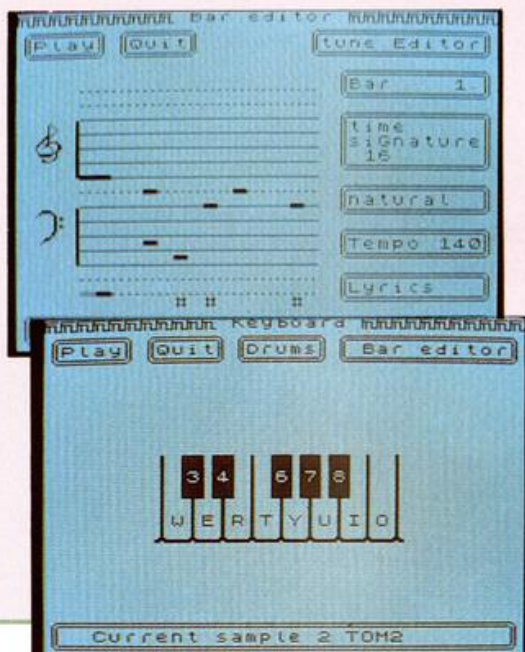 Bar editor
Play Quit tune Editor
Bar 1
time
siGnature
16
natural
Tempo 140
Lyrics
# # #
Keyboard
Play Quit Drums Bar editor
3 4 6 7 8
W E R T Y U I O
Current sample 2 TOM2